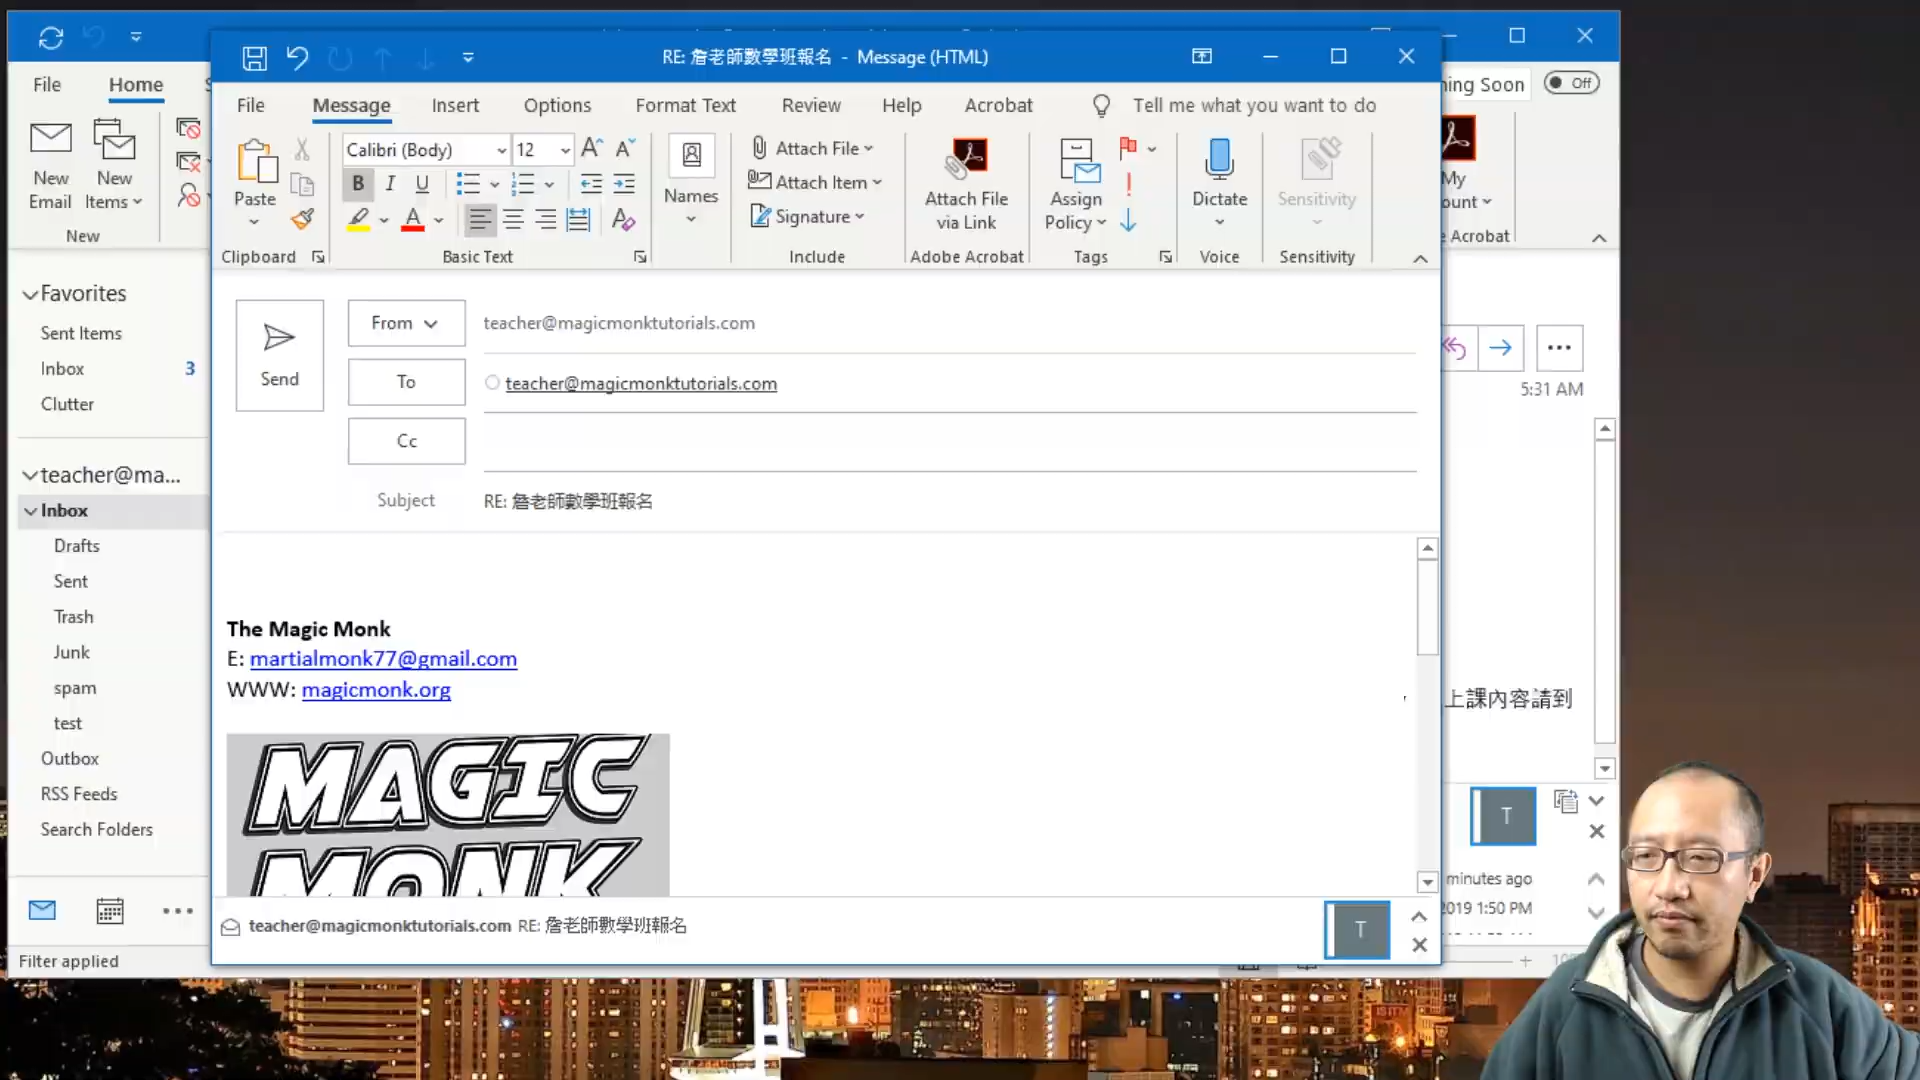 RE: 詹老師數學班報名 - Message (HTML)
File
Home
ning Soon
Off
File
Message
Insert
Options
Format Text
Review
Help
Acrobat
Tell me what you want to do
New
Email
New
Items
New
Paste
Clipboard
Calibri (Body)
12
B I U
Basic Text
Names
Attach File
Attach Item
Signature
Include
Attach File
via Link
Adobe Acrobat
Assign
Policy
Tags
Dictate
Voice
Sensitivity
Sensitivity
My
ount
e Acrobat
Favorites
Sent Items
Inbox 3
Clutter
teacher@ma...
Inbox
Drafts
Sent
Trash
Junk
spam
test
Outbox
RSS Feeds
Search Folders
Filter applied
Send
From
teacher@magicmonktutorials.com
To
teacher@magicmonktutorials.com
Cc
Subject
RE: 詹老師數學班報名
The Magic Monk
E: martialmonk77@gmail.com
WWW: magicmonk.org
MAGIC
MONK
teacher@magicmonktutorials.com RE: 詹老師數學班報名
T
5:31 AM
上課內容請到
T
minutes ago
2019 1:50 PM